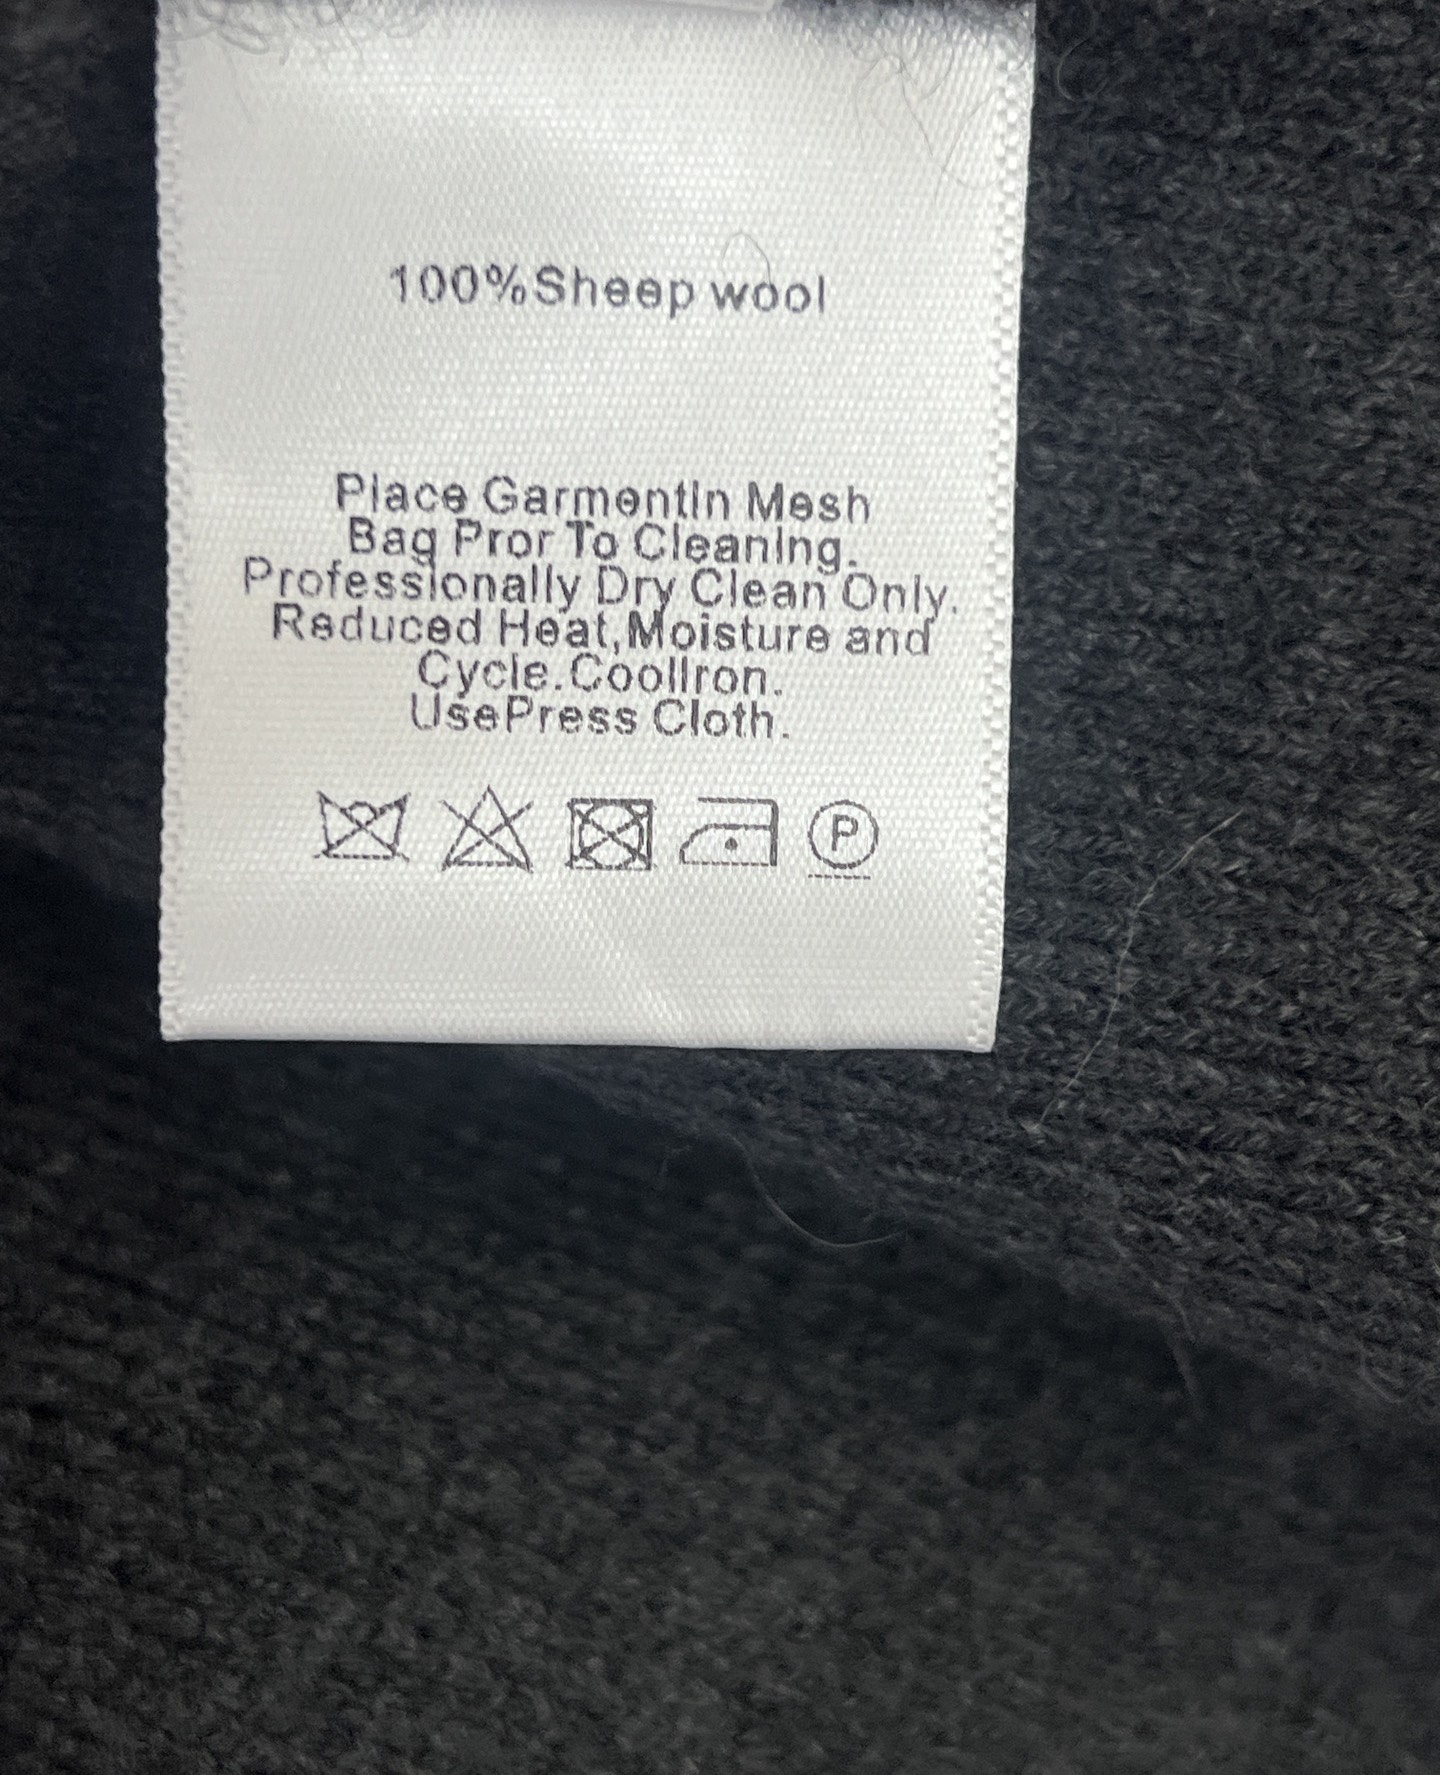 100%Sheep wool
Place GarmentIn Mesh
Bag Pror To Cleaning.
Professionally Dry Clean Only.
Reduced Heat,Moisture and
Cycle.CoolIron.
UsePress Cloth.
P